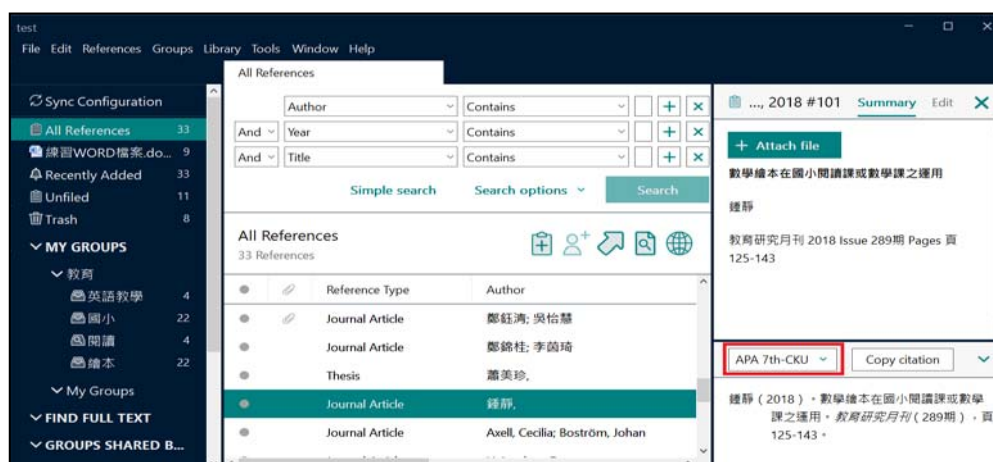 test
File Edit References Groups Library Tools Window Help
All References
Sync Configuration
All References 33
練習WORD檔案.do... 9
Recently Added 33
Unfiled 11
Trash 8
MY GROUPS
教育
英語教學 4
國小 22
閱讀 4
繪本 22
My Groups
FIND FULL TEXT
GROUPS SHARED B...
Author Contains
And Year Contains
And Title Contains
Simple search Search options Search
All References
33 References
Reference Type Author
Journal Article 鄭鈺清; 吳怡慧
Journal Article 鄭錦桂; 李茵琦
Thesis 蕭美珍,
Journal Article 鍾靜,
Journal Article Axell, Cecilia; Boström, Johan
..., 2018 #101 Summary Edit
+ Attach file
數學繪本在國小閱讀課或數學課之運用
鍾靜
教育研究月刊 2018 Issue 289期 Pages 頁
125-143
APA 7th-CKU Copy citation
鍾靜（2018）。數學繪本在國小閱讀課或數學
課之運用。教育研究月刊（289期），頁
125-143。